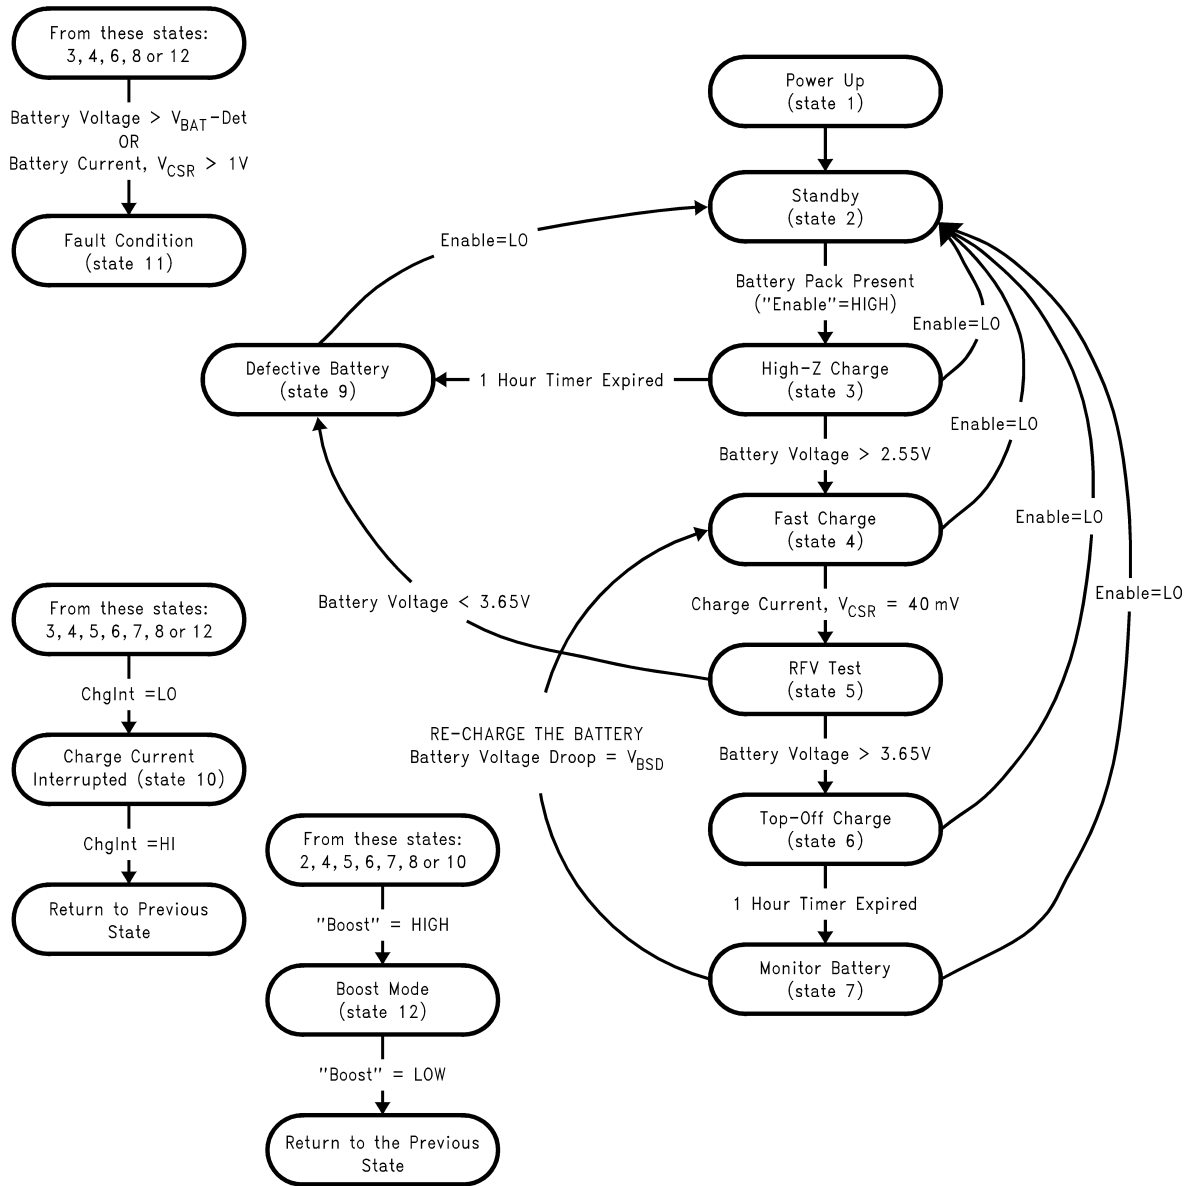 From these states:
3, 4, 6, 8 or 12
Battery Voltage > VBAT-Det
OR
Battery Current, VCSR > 1V
Fault Condition
(state 11)
Power Up
(state 1)
Standby
(state 2)
Enable=LO
Battery Pack Present
("Enable"=HIGH)
Enable=LO
Defective Battery
(state 9)
1 Hour Timer Expired
High-Z Charge
(state 3)
Enable=LO
Battery Voltage > 2.55V
Fast Charge
(state 4)
Enable=LO
Enable=LO
Battery Voltage < 3.65V
Charge Current, VCSR = 40 mV
RFV Test
(state 5)
RE-CHARGE THE BATTERY
Battery Voltage Droop = VBSD
Battery Voltage > 3.65V
Top-Off Charge
(state 6)
1 Hour Timer Expired
Monitor Battery
(state 7)
From these states:
3, 4, 5, 6, 7, 8 or 12
ChgInt =LO
Charge Current
Interrupted (state 10)
ChgInt =HI
Return to Previous
State
From these states:
2, 4, 5, 6, 7, 8 or 10
"Boost" = HIGH
Boost Mode
(state 12)
"Boost" = LOW
Return to the Previous
State